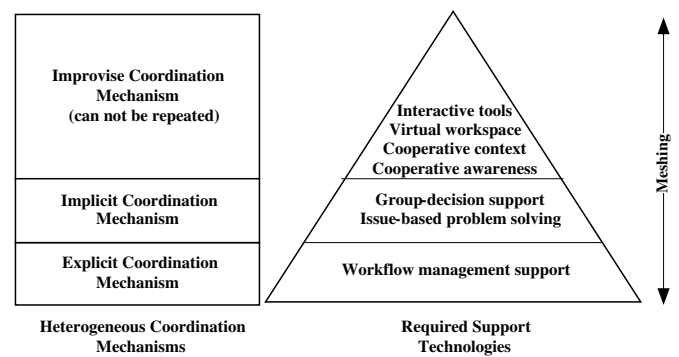 Improvise Coordination
Mechanism
(can not be repeated)
Implicit Coordination
Mechanism
Explicit Coordination
Mechanism
Heterogeneous Coordination
Mechanisms
Interactive tools
Virtual workspace
Cooperative context
Cooperative awareness
Group-decision support
Issue-based problem solving
Workflow management support
Required Support
Technologies
Meshing